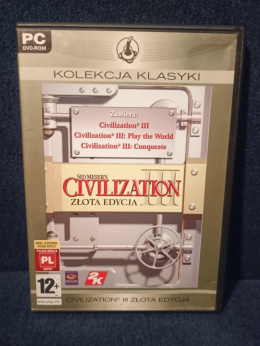 PC
DVD-ROM
KOLEKCJA KLASYKI
Zawiera:
Civilization® III
Civilization® III: Play the World
Civilization® III: Conquests
SID MEIER'S
CIVILIZATION III
ZŁOTA EDYCJA
PL
12+
2K
CIVILIZATION® III ZŁOTA EDYCJA